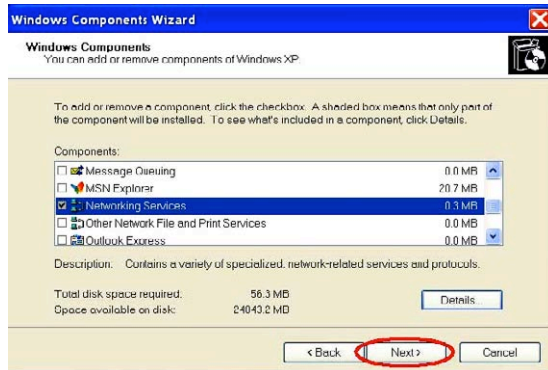 Windows Components Wizard
Windows Components
You can add or remove components of Windows XP.
To add or remove a component, click the checkbox. A shaded box means that only part of
the component will be installed. To see what's included in a component, click Details.
Components:
Message Queuing 0.0 MB
MSN Explorer 20.7 MB
Networking Services 0.3 MB
Other Network File and Print Services 0.0 MB
Outlook Express 0.0 MB
Description: Contains a variety of specialized, network-related services and protocols.
Total disk space required: 56.3 MB
Space available on disk: 24043.2 MB
Details...
< Back
Next >
Cancel